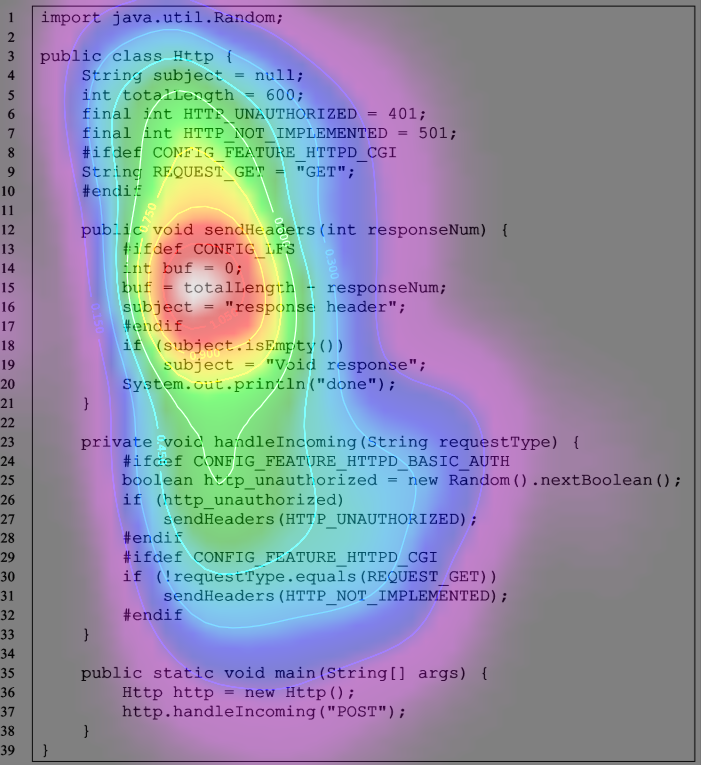 1 import java.util.Random;
2
3 public class Http {
4 String subject = null;
5 int totalLength = 600;
6 final int HTTP_UNAUTHORIZED = 401;
7 final int HTTP_NOT_IMPLEMENTED = 501;
8 #ifdef CONFIG_FEATURE_HTTPD_CGI
9 String REQUEST_GET = "GET";
10 #endif
11
12 public void sendHeaders(int responseNum) {
13 #ifdef CONFIG_LFS
14 int buf = 0;
15 buf = totalLength - responseNum;
16 subject = "response header";
17 #endif
18 if (subject.isEmpty())
19 subject = "Void response";
20 System.out.println("done");
21 }
22
23 private void handleIncoming(String requestType) {
24 #ifdef CONFIG_FEATURE_HTTPD_BASIC_AUTH
25 boolean http_unauthorized = new Random().nextBoolean();
26 if (http_unauthorized)
27 sendHeaders(HTTP_UNAUTHORIZED);
28 #endif
29 #ifdef CONFIG_FEATURE_HTTPD_CGI
30 if (!requestType.equals(REQUEST_GET))
31 sendHeaders(HTTP_NOT_IMPLEMENTED);
32 #endif
33 }
34
35 public static void main(String[] args) {
36 Http http = new Http();
37 http.handleIncoming("POST");
38 }
39 }
0.750
0.300
0.900